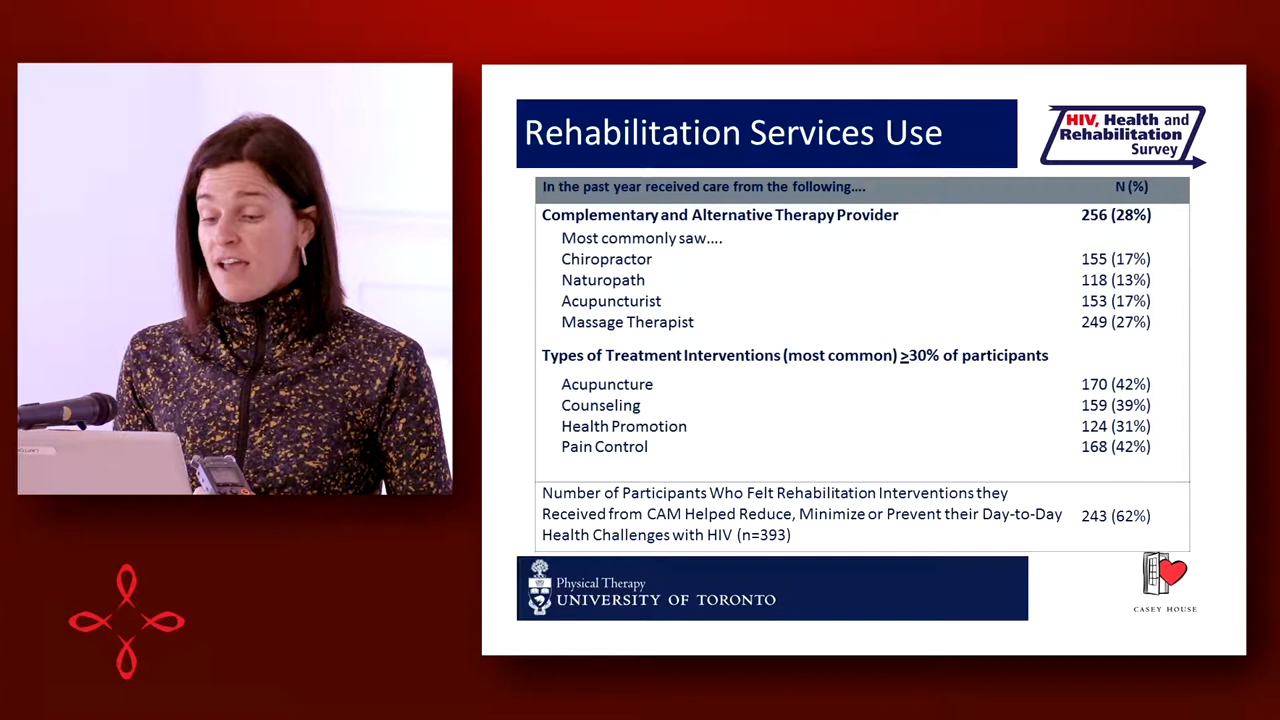 Rehabilitation Services Use
HIV, Health and
Rehabilitation
Survey
In the past year received care from the following.... N (%)
Complementary and Alternative Therapy Provider 256 (28%)
Most commonly saw....
Chiropractor 155 (17%)
Naturopath 118 (13%)
Acupuncturist 153 (17%)
Massage Therapist 249 (27%)
Types of Treatment Interventions (most common) ≥30% of participants
Acupuncture 170 (42%)
Counseling 159 (39%)
Health Promotion 124 (31%)
Pain Control 168 (42%)
Number of Participants Who Felt Rehabilitation Interventions they
Received from CAM Helped Reduce, Minimize or Prevent their Day-to-Day 243 (62%)
Health Challenges with HIV (n=393)
Physical Therapy
UNIVERSITY OF TORONTO
CASEY HOUSE